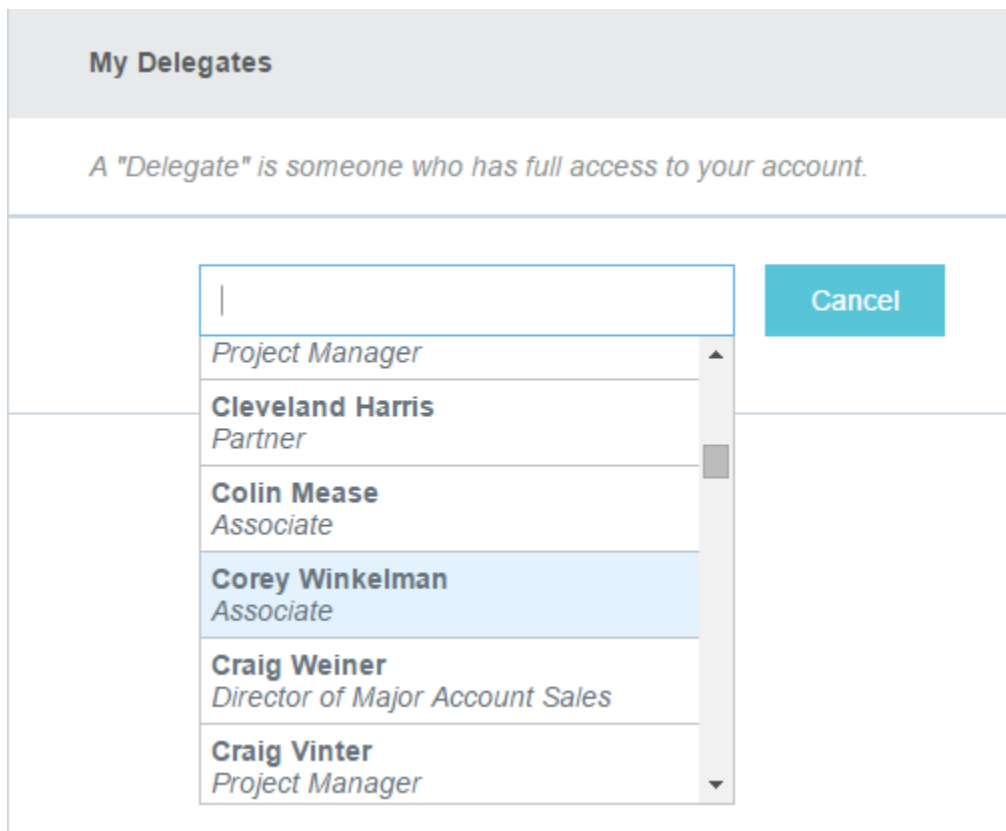 My Delegates
A "Delegate" is someone who has full access to your account.
Cancel
Project Manager
Cleveland Harris
Partner
Colin Mease
Associate
Corey Winkelman
Associate
Craig Weiner
Director of Major Account Sales
Craig Vinter
Project Manager